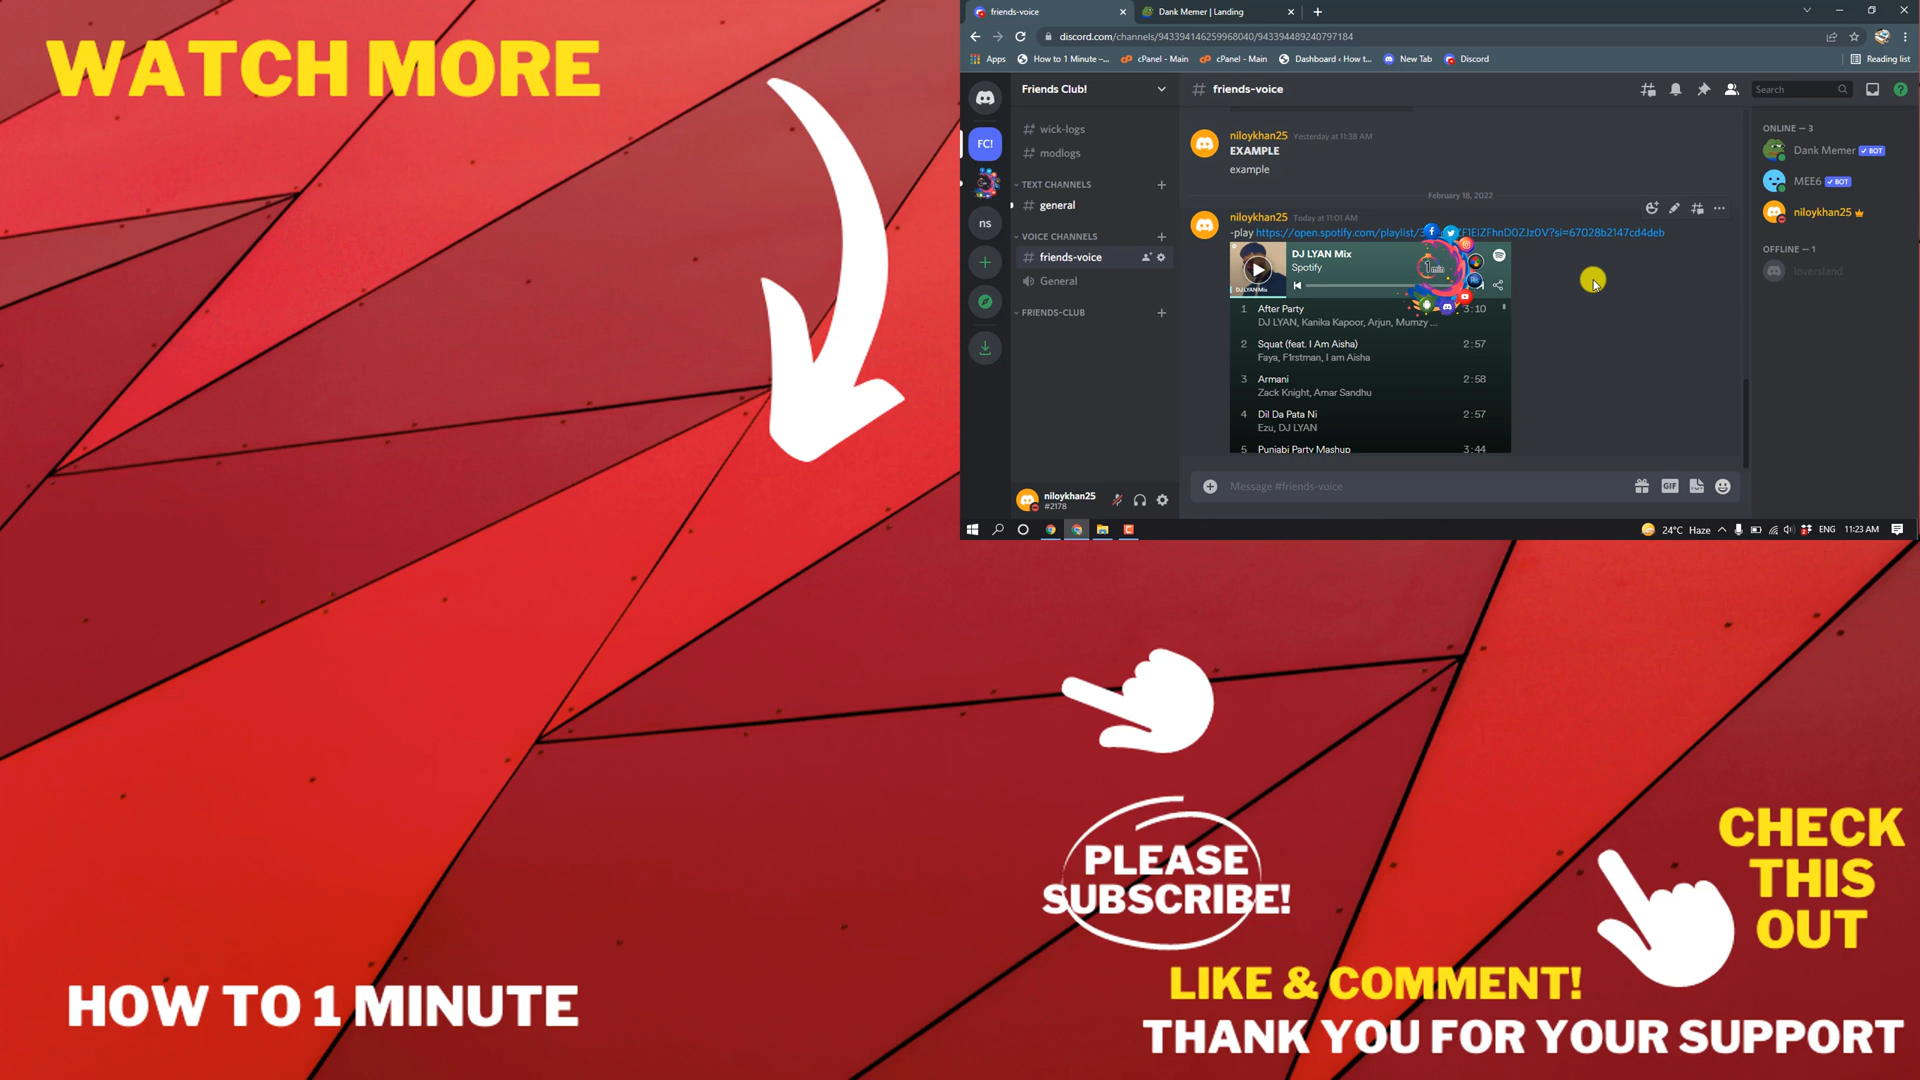 WATCH MORE
friends-voice
Dank Memer | Landing
discord.com/channels/943394146259968040/943394489240797184
Apps
How to 1 Minute –...
cPanel - Main
cPanel - Main
Dashboard ‹ How t...
New Tab
Discord
Reading list
Friends Club!
# friends-voice
Search
wick-logs
modlogs
FC!
TEXT CHANNELS
general
ns
VOICE CHANNELS
friends-voice
General
FRIENDS-CLUB
niloykhan25
#2178
niloykhan25 Yesterday at 11:38 AM
EXAMPLE
example
February 18, 2022
niloykhan25 Today at 11:01 AM
DJ LYAN Mix
Spotify
1 min
1 After Party 3:10
DJ LYAN, Kanika Kapoor, Arjun, Mumzy ...
2 Squat (feat. I Am Aisha) 2:57
Faya, F1rstman, I am Aisha
3 Armani 2:58
Zack Knight, Amar Sandhu
4 Dil Da Pata Ni 2:57
Ezu, DJ LYAN
5 Punjabi Party Mashup 3:44
Message #friends-voice
GIF
ONLINE — 3
Dank Memer BOT
MEE6 BOT
niloykhan25
OFFLINE — 1
loversland
24°C Haze
ENG
11:23 AM
PLEASE
SUBSCRIBE!
CHECK
THIS
OUT
HOW TO 1 MINUTE
LIKE & COMMENT!
THANK YOU FOR YOUR SUPPORT